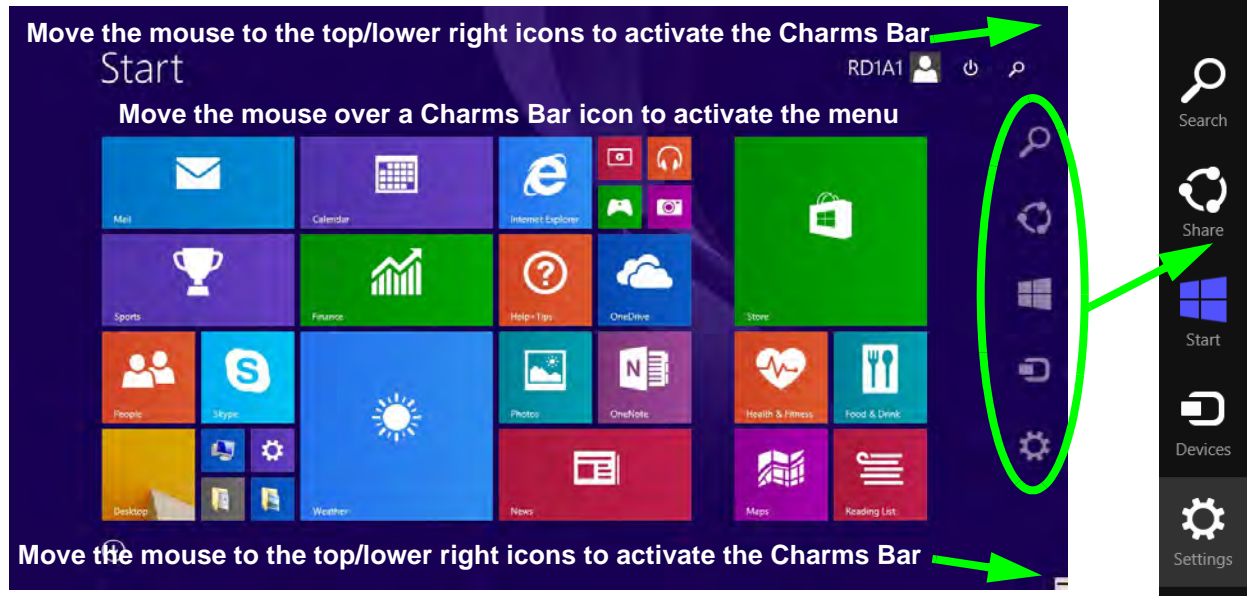 Move the mouse to the top/lower right icons to activate the Charms Bar
Start
RD1A1
Move the mouse over a Charms Bar icon to activate the menu
Mail
Calendar
Internet Explorer
Store
Sports
Finance
Help+Tips
OneDrive
People
Skype
Weather
Photos
OneNote
Health & Fitness
Food & Drink
Desktop
News
Maps
Reading List
Move the mouse to the top/lower right icons to activate the Charms Bar
Search
Share
Start
Devices
Settings